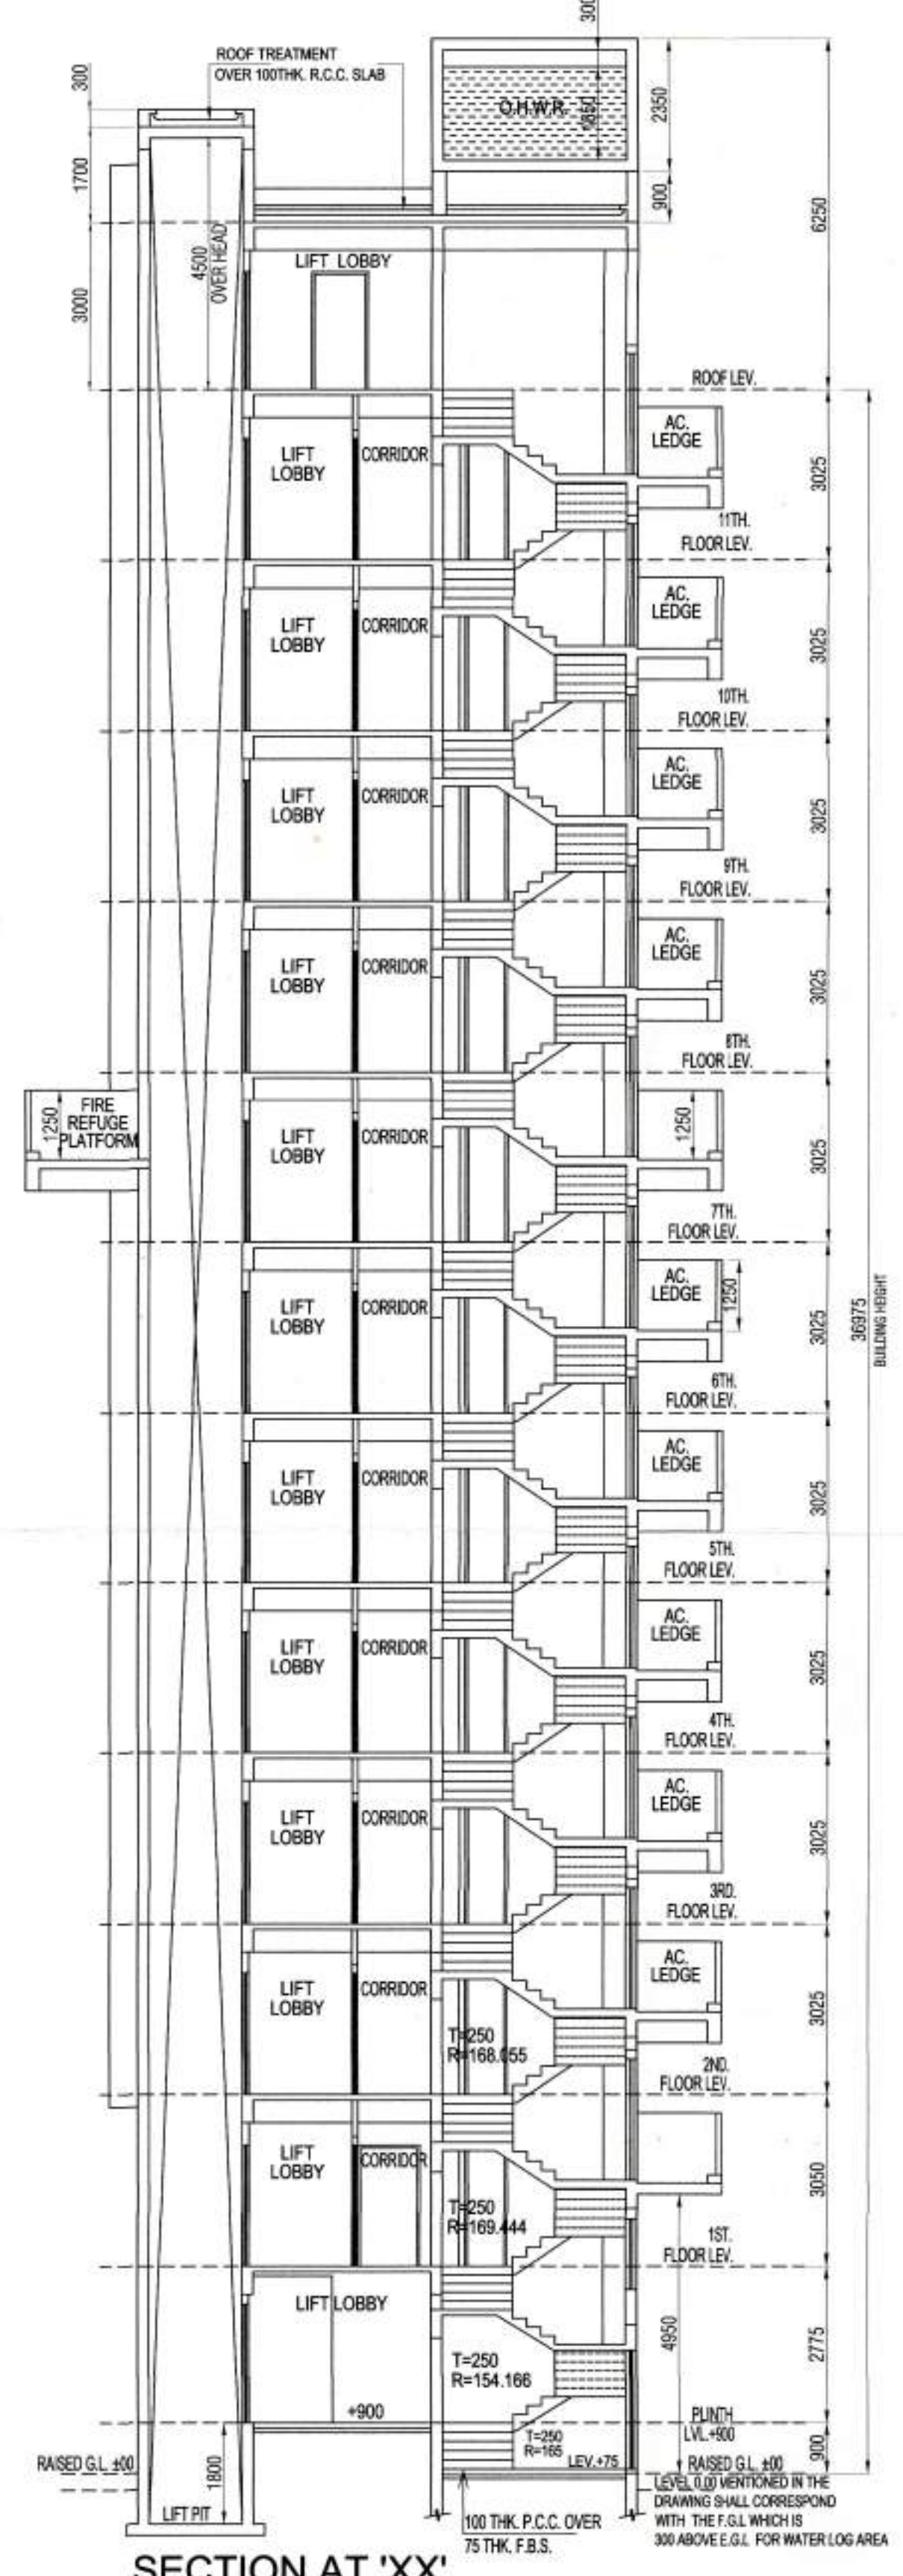 300
ROOF TREATMENT
OVER 100THK. R.C.C. SLAB
300
O.H.W.R.
1850
2350
1700
900
6250
4500
OVER HEAD
LIFT LOBBY
3000
ROOF LEV.
LIFT
LOBBY
CORRIDOR
AC.
LEDGE
3025
11TH.
FLOOR LEV.
LIFT
LOBBY
CORRIDOR
AC.
LEDGE
3025
10TH.
FLOOR LEV.
LIFT
LOBBY
CORRIDOR
AC.
LEDGE
3025
9TH.
FLOOR LEV.
LIFT
LOBBY
CORRIDOR
AC.
LEDGE
3025
8TH.
FLOOR LEV.
FIRE
REFUGE
PLATFORM
1250
LIFT
LOBBY
CORRIDOR
1250
3025
7TH.
FLOOR LEV.
LIFT
LOBBY
CORRIDOR
AC.
LEDGE
1250
3025
36975
BUILDING HEIGHT
6TH.
FLOOR LEV.
LIFT
LOBBY
CORRIDOR
AC.
LEDGE
3025
5TH.
FLOOR LEV.
LIFT
LOBBY
CORRIDOR
AC.
LEDGE
3025
4TH.
FLOOR LEV.
LIFT
LOBBY
CORRIDOR
AC.
LEDGE
3025
3RD.
FLOOR LEV.
LIFT
LOBBY
CORRIDOR
AC.
LEDGE
3025
T=250
R=168.055
2ND.
FLOOR LEV.
LIFT
LOBBY
CORRIDOR
3050
T=250
R=169.444
1ST.
FLOOR LEV.
LIFT LOBBY
4950
2775
T=250
R=154.166
+900
PLINTH
LVL.+900
T=250
R=165
LEV.+75
900
RAISED G.L. ±00
RAISED G.L. ±00
1800
LIFT PIT
LEVEL 0.00 MENTIONED IN THE
DRAWING SHALL CORRESPOND
WITH THE F.G.L WHICH IS
300 ABOVE E.G.L FOR WATER LOG AREA
100 THK. P.C.C. OVER
75 THK. F.B.S.
SECTION AT 'XX'